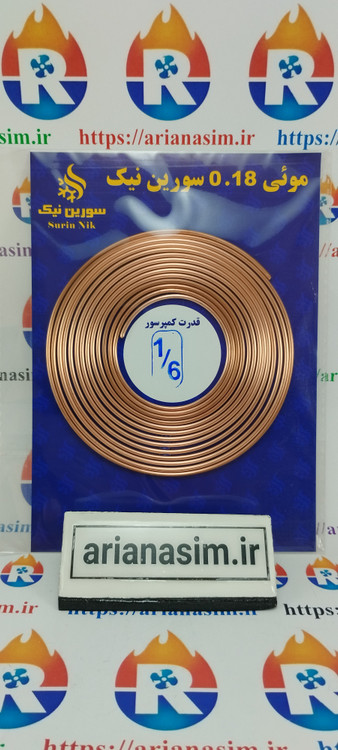 R R R
https://arianasim.ir
موئی 0.18 سورین نیک
سورین نیک
Surin Nik
قدرت کمپرسور
1/6
arianasim.ir
R R R
https://arianasim.ir